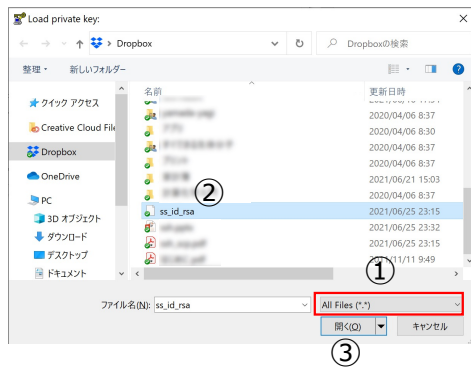 Load private key:
Dropbox
Dropboxの検索
整理
新しいフォルダー
名前
更新日時
クイック アクセス
Creative Cloud File
Dropbox
OneDrive
PC
3D オブジェクト
ダウンロード
デスクトップ
ドキュメント
2020/04/06 8:37
2020/04/06 8:30
2020/04/06 8:37
2020/04/06 8:37
2021/06/21 15:03
2020/04/06 8:37
②
ss_id_rsa
2021/06/25 23:15
2021/06/25 23:32
2021/06/25 23:15
2011/11/11 9:49
①
ファイル名(N):
ss_id_rsa
All Files (*.*)
開く(O)
キャンセル
③